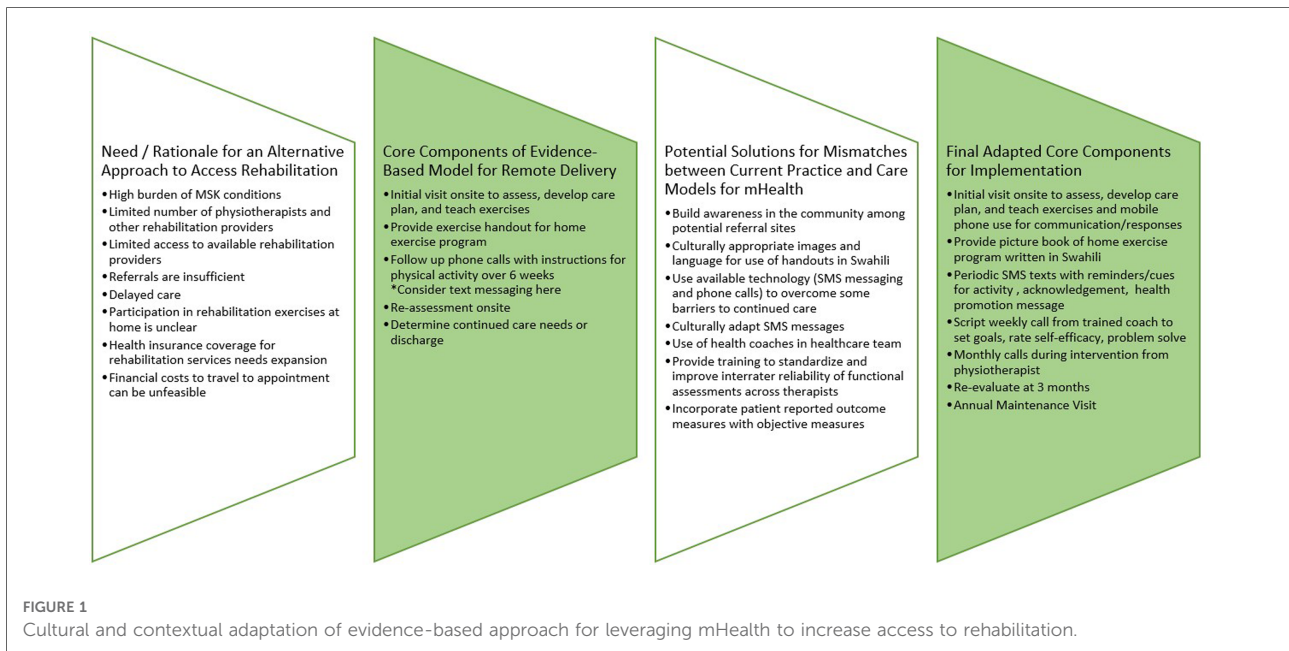 Need / Rationale for an Alternative
Approach to Access Rehabilitation
•High burden of MSK conditions
•Limited number of physiotherapists and
other rehabilitation providers
•Limited access to available rehabilitation
providers
•Referrals are insufficient
•Delayed care
•Participation in rehabilitation exercises at
home is unclear
•Health insurance coverage for
rehabilitation services needs expansion
•Financial costs to travel to appointment
can be unfeasible
Core Components of Evidence-
Based Model for Remote Delivery
•Initial visit onsite to assess, develop care
plan, and teach exercises
•Provide exercise handout for home
exercise program
•Follow up phone calls with instructions for
physical activity over 6 weeks
*Consider text messaging here
•Re-assessment onsite
•Determine continued care needs or
discharge
Potential Solutions for Mismatches
between Current Practice and Care
Models for mHealth
•Build awareness in the community among
potential referral sites
•Culturally appropriate images and
language for use of handouts in Swahili
•Use available technology (SMS messaging
and phone calls) to overcome some
barriers to continued care
•Culturally adapt SMS messages
•Use of health coaches in healthcare team
•Provide training to standardize and
improve interrater reliability of functional
assessments across therapists
•Incorporate patient reported outcome
measures with objective measures
Final Adapted Core Components
for Implementation
•Initial visit onsite to assess, develop care
plan, and teach exercises and mobile
phone use for communication/responses
•Provide picture book of home exercise
program written in Swahili
•Periodic SMS texts with reminders/cues
for activity , acknowledgement, health
promotion message
•Script weekly call from trained coach to
set goals, rate self-efficacy, problem solve
•Monthly calls during intervention from
physiotherapist
•Re-evaluate at 3 months
•Annual Maintenance Visit
FIGURE 1
Cultural and contextual adaptation of evidence-based approach for leveraging mHealth to increase access to rehabilitation.